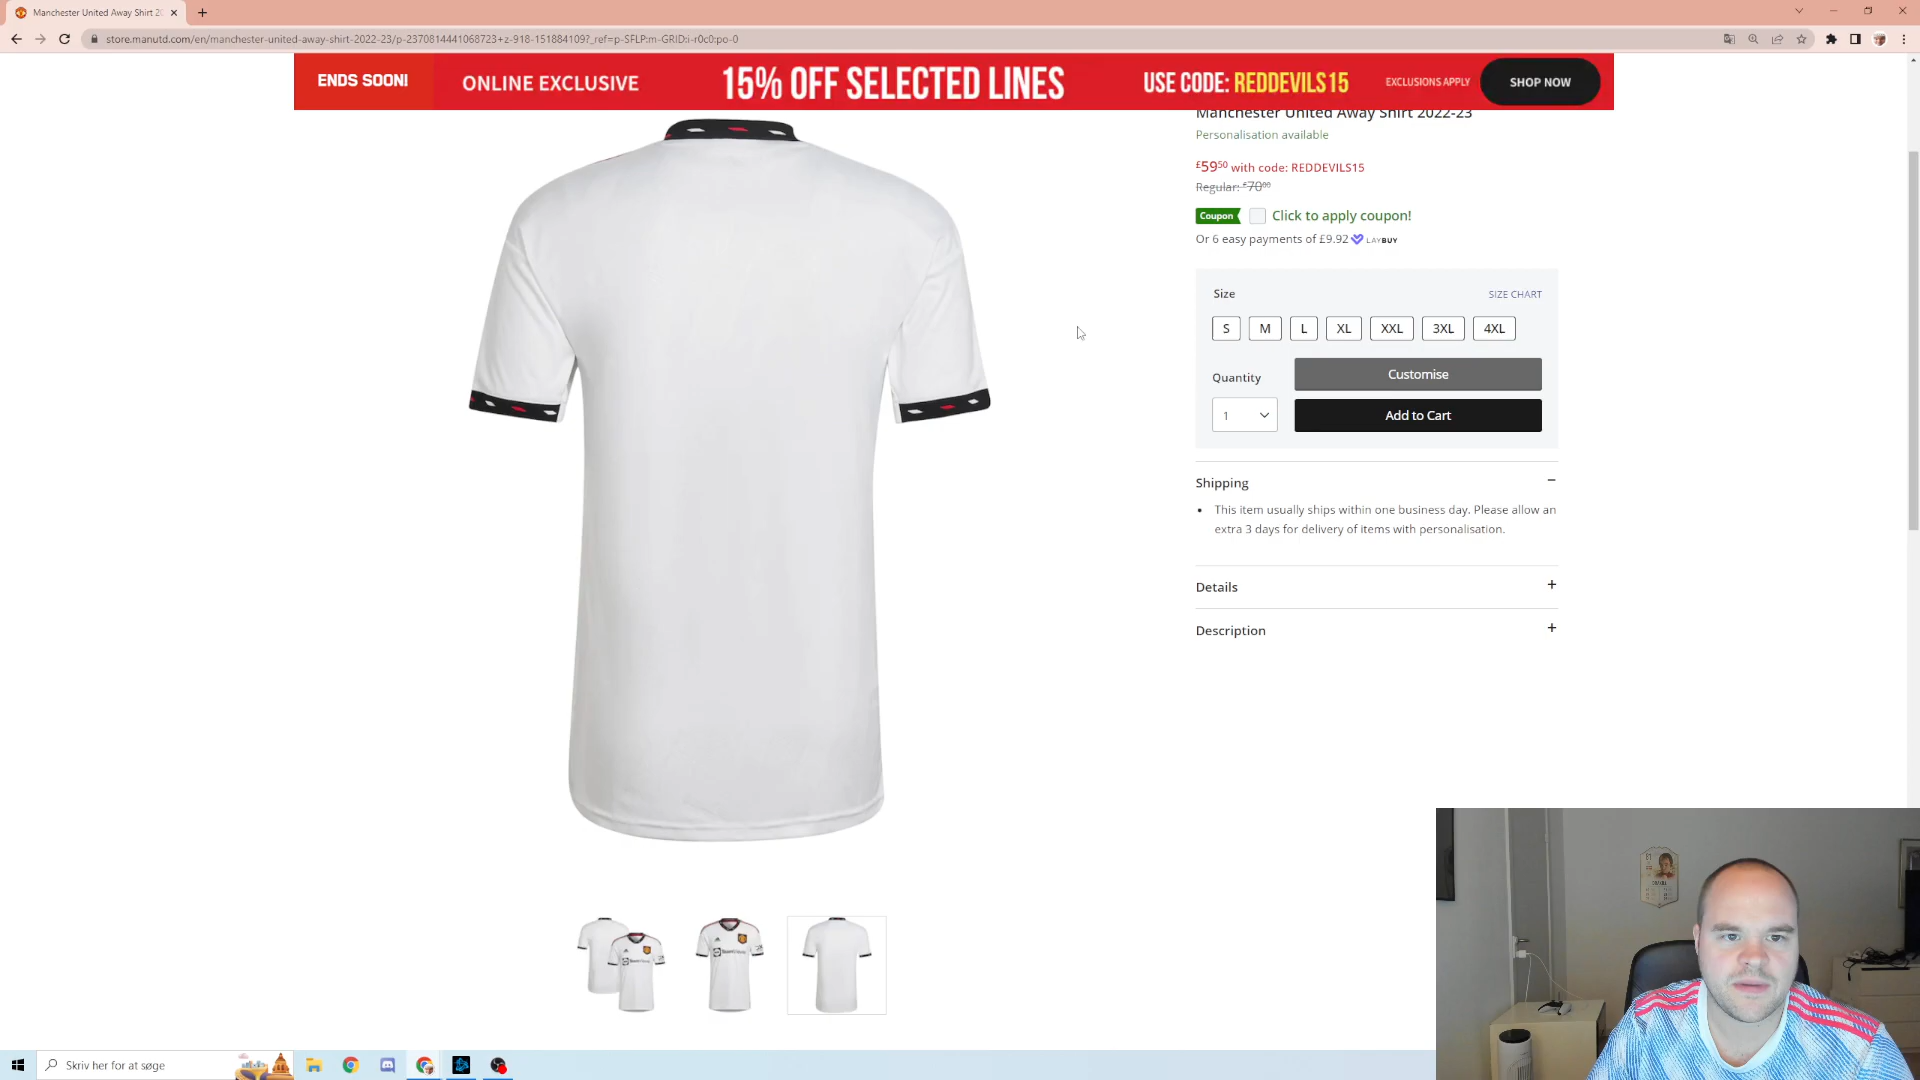 Manchester United Away Shirt 20
store.manutd.com/en/manchester-united-away-shirt-2022-23/p-2370814441068723+z-918-151884109?_ref=p-SFLP:m-GRID:i-r0c0:po-0
ENDS SOON!
ONLINE EXCLUSIVE
15% OFF SELECTED LINES
USE CODE: REDDEVILS15
EXCLUSIONS APPLY
SHOP NOW
Manchester United Away Shirt 2022-23
Personalisation available
£59.50 with code: REDDEVILS15
Regular: £70.00
Coupon
Click to apply coupon!
Or 6 easy payments of £9.92 LAYBUY
Size
SIZE CHART
S M L XL XXL 3XL 4XL
Quantity
Customise
1
Add to Cart
Shipping
This item usually ships within one business day. Please allow an
extra 3 days for delivery of items with personalisation.
Details
Description
Skriv her for at søge